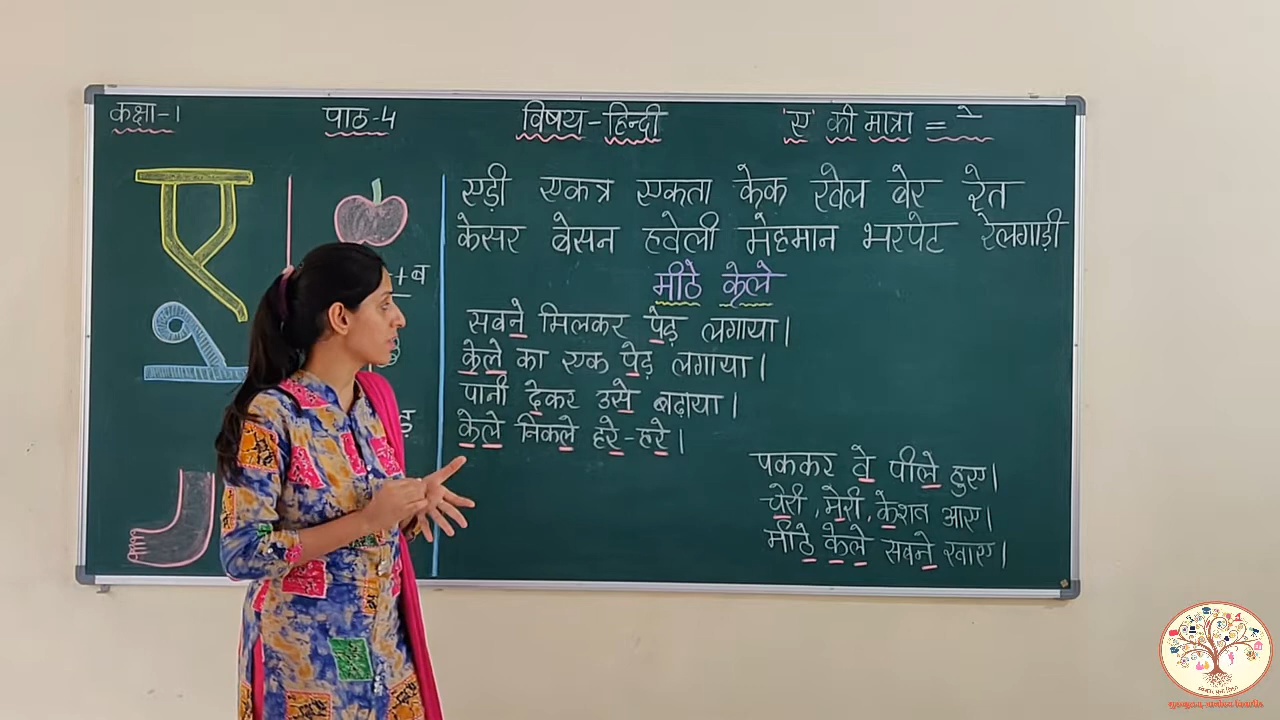 कक्षा-1 पाठ-4 विषय-हिन्दी 'ए' की मात्रा = े
ए
+ब
ड़
एड़ी एकत्र एकता केक खेल बेर रेत
केसर बेसन हवेली मेहमान भरपेट रेलगाड़ी
मीठे केले
सबने मिलकर पेड़ लगाया।
केले का एक पेड़ लगाया।
पानी देकर उसे बढ़ाया।
केले निकले हरे-हरे।
पककर वे पीले हुए।
चेरी, मेरी, केशव आए।
मीठे केले सबने खाए।